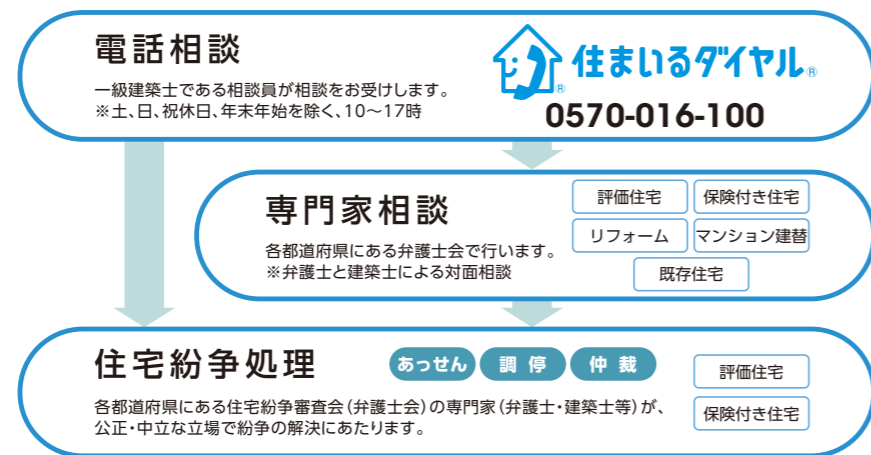 電話相談
一級建築士である相談員が相談をお受けします。
※土、日、祝休日、年末年始を除く、10～17時
住まいるダイヤル®
0570-016-100
専門家相談
各都道府県にある弁護士会で行います。
※弁護士と建築士による対面相談
評価住宅 保険付き住宅
リフォーム マンション建替
既存住宅
住宅紛争処理
あっせん 調停 仲裁
各都道府県にある住宅紛争審査会(弁護士会)の専門家(弁護士・建築士等)が、
公正・中立な立場で紛争の解決にあたります。
評価住宅
保険付き住宅